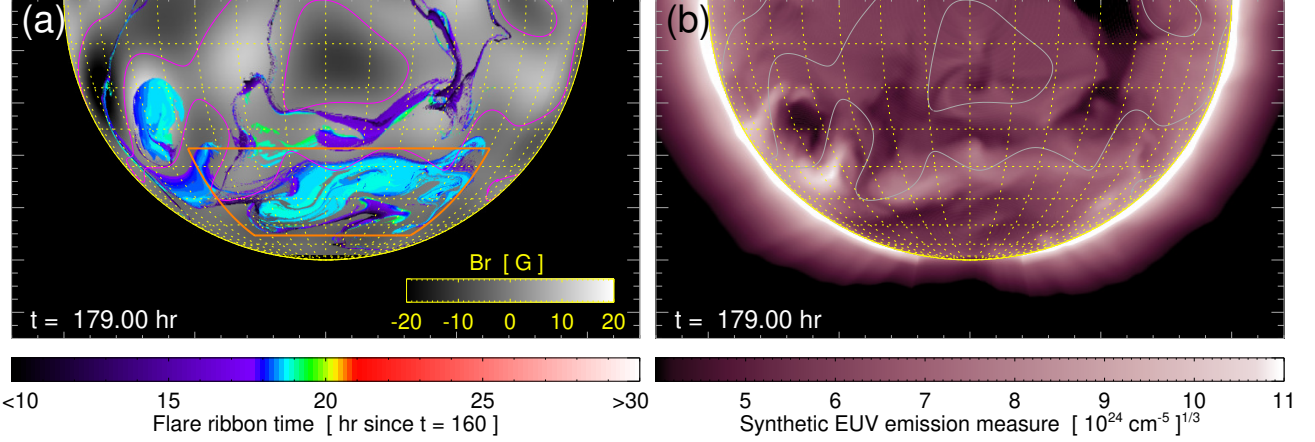 (a)
(b)
Br [ G ]
-20 -10 0 10 20
t = 179.00 hr
t = 179.00 hr
<10 15 20 25 >30
Flare ribbon time [ hr since t = 160 ]
5 6 7 8 9 10 11
Synthetic EUV emission measure [ 10²⁴ cm⁻⁵ ]¹ᐟ³